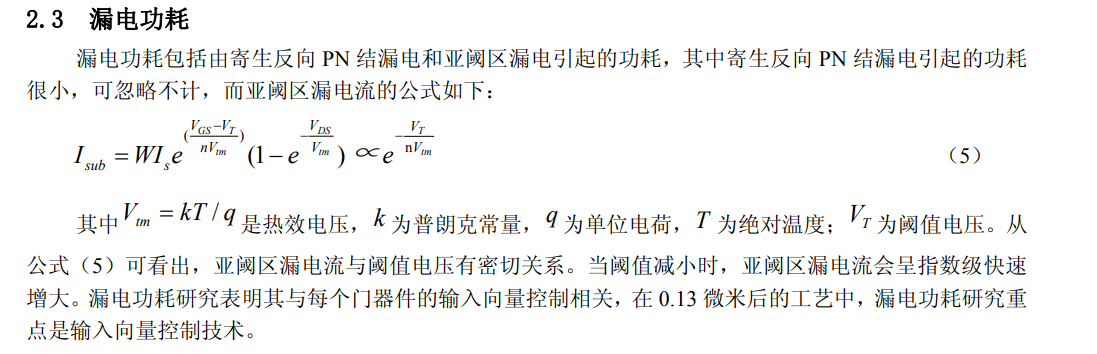 2.3 漏电功耗
漏电功耗包括由寄生反向 PN 结漏电和亚阈区漏电引起的功耗，其中寄生反向 PN 结漏电引起的功耗
很小，可忽略不计，而亚阈区漏电流的公式如下：
I_{sub} = WI_s e^{(\frac{V_{GS}-V_T}{nV_{tm}})}(1-e^{-\frac{V_{DS}}{V_{tm}}}) ∝ e^{-\frac{V_T}{nV_{tm}}} （5）
其中 V_{tm} = kT / q 是热效电压，k 为普朗克常量，q 为单位电荷，T 为绝对温度；V_T 为阈值电压。从
公式（5）可看出，亚阈区漏电流与阈值电压有密切关系。当阈值减小时，亚阈区漏电流会呈指数级快速
增大。漏电功耗研究表明其与每个门器件的输入向量控制相关，在 0.13 微米后的工艺中，漏电功耗研究重
点是输入向量控制技术。